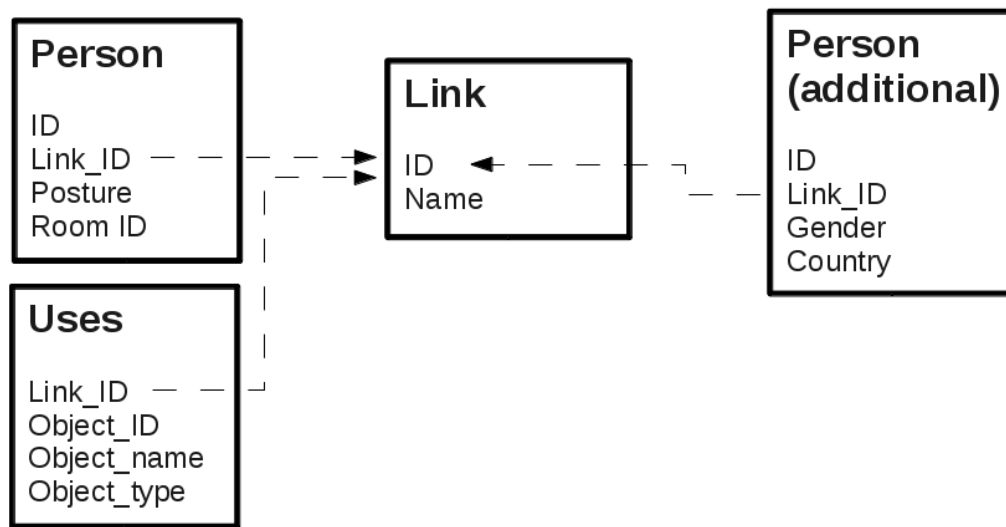 Person
ID
Link_ID
Posture
Room ID
Uses
Link_ID
Object_ID
Object_name
Object_type
Link
ID
Name
Person
(additional)
ID
Link_ID
Gender
Country